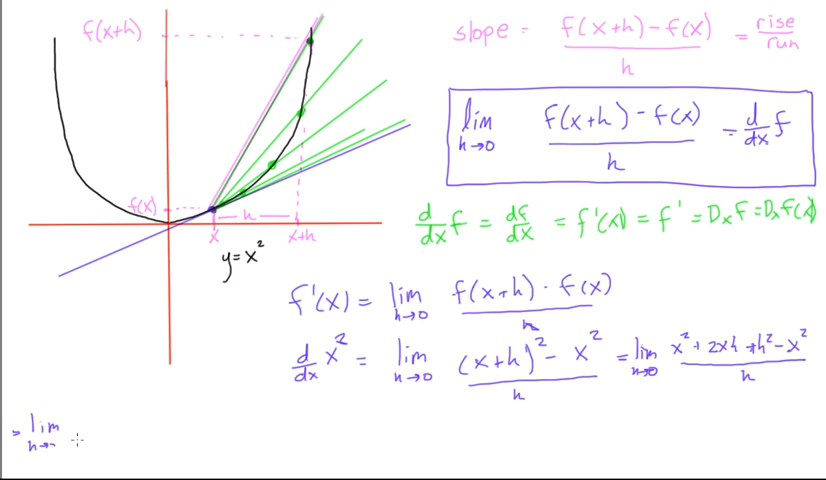 f(x+h)
slope = f(x+h)-f(x) / h = rise / run
lim h→0 f(x+h)-f(x) / h = d/dx f
f(x)
h
x
x+h
y=x²
d/dx f = df/dx = f'(x) = f' = Dₓf = Dₓf(x)
f'(x) = lim h→0 f(x+h)-f(x) / h
d/dx x² = lim h→0 (x+h)² - x² / h = lim h→0 x²+2xh+h²-x² / h
= lim h→